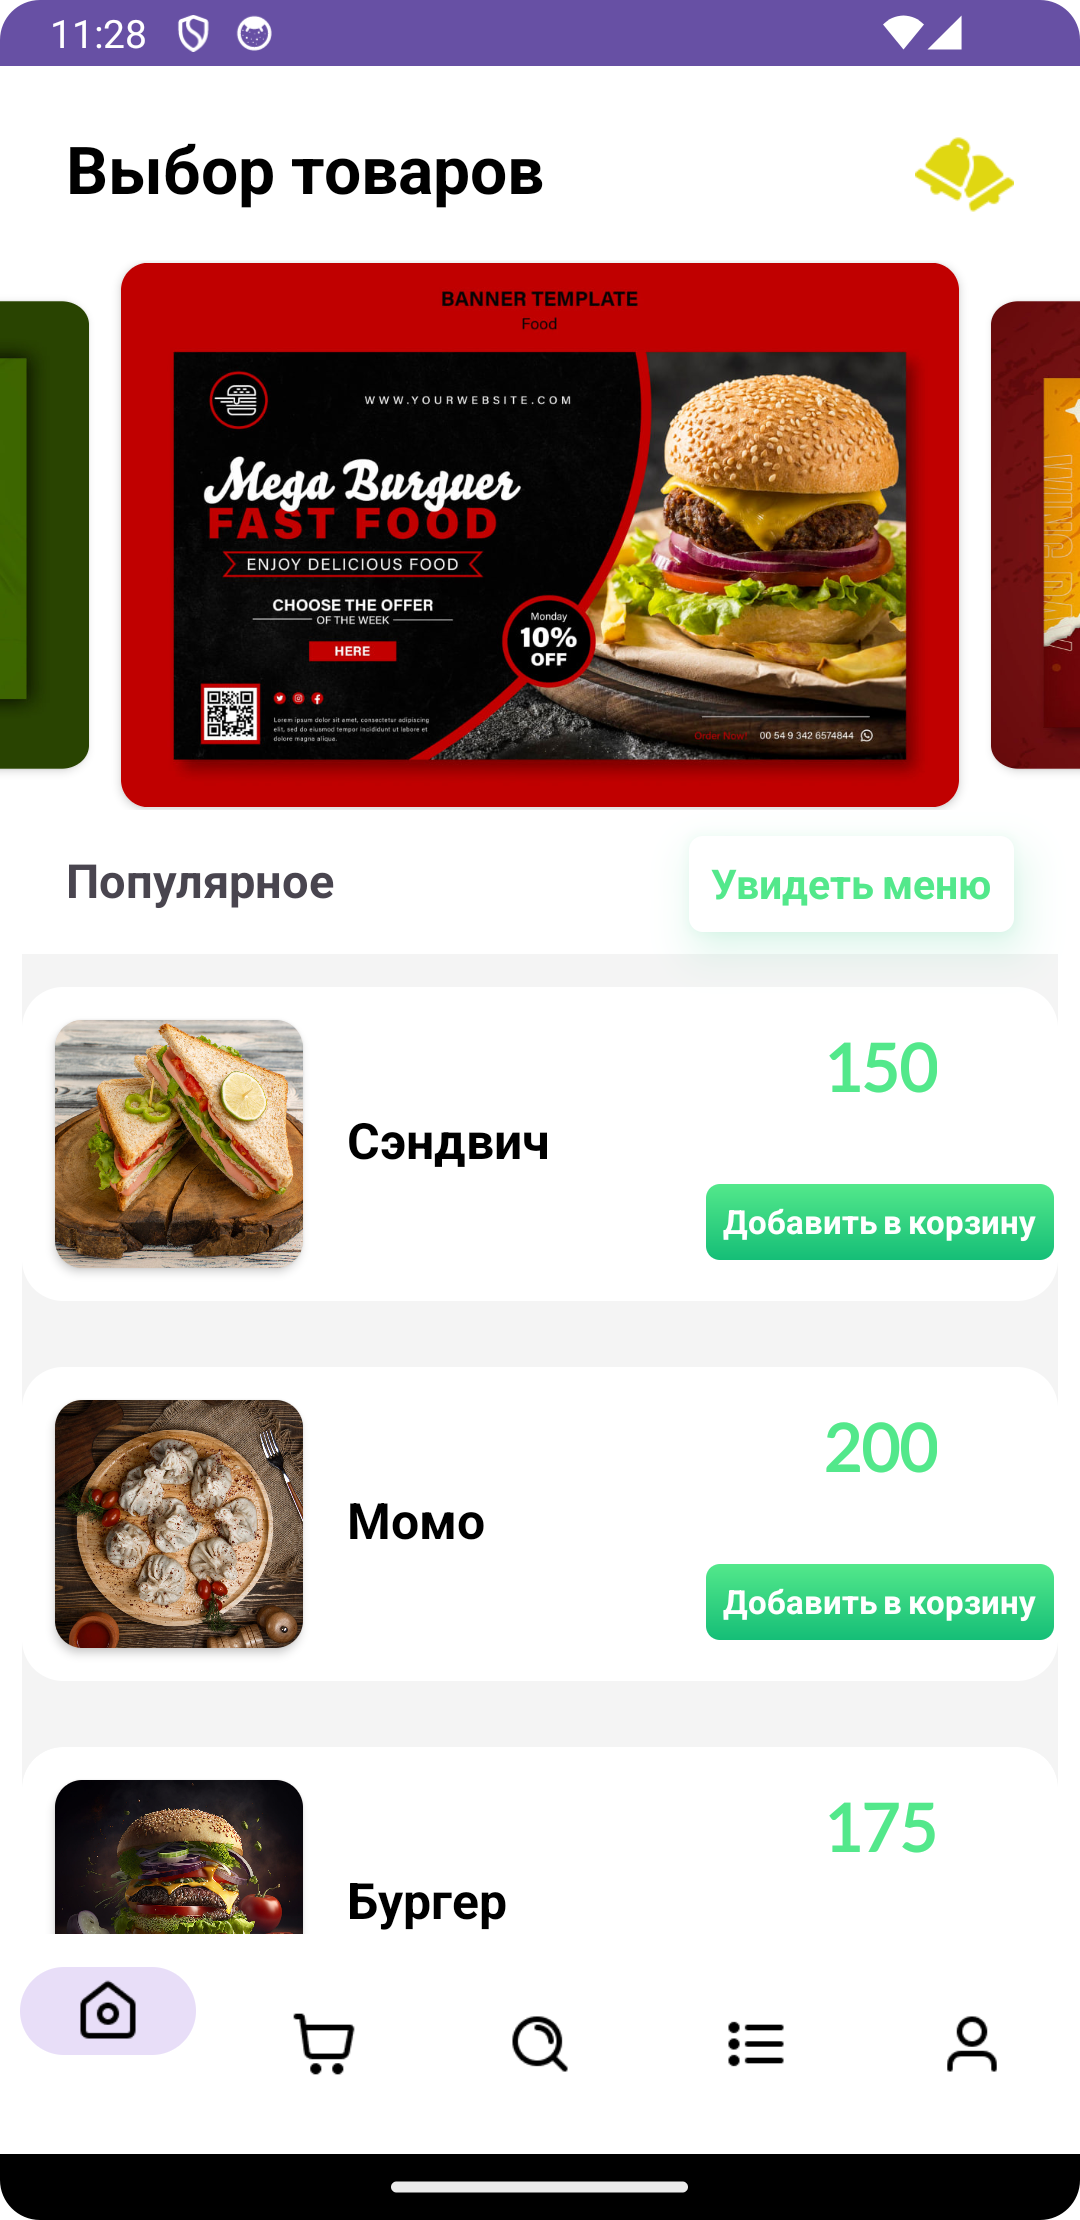 11:28
Выбор товаров
BANNER TEMPLATE
Food
WWW.YOURWEBSITE.COM
Mega Burguer
FAST FOOD
ENJOY DELICIOUS FOOD
CHOOSE THE OFFER
OF THE WEEK
HERE
Monday
10%
OFF
Lorem ipsum dolor sit amet, consectetur adipiscing
elit, sed do eiusmod tempor incididunt ut labore et
dolore magna aliqua.
Order Now!! 00 54 9 342 6574844
Популярное
Увидеть меню
150
Сэндвич
Добавить в корзину
200
Момо
Добавить в корзину
175
Бургер